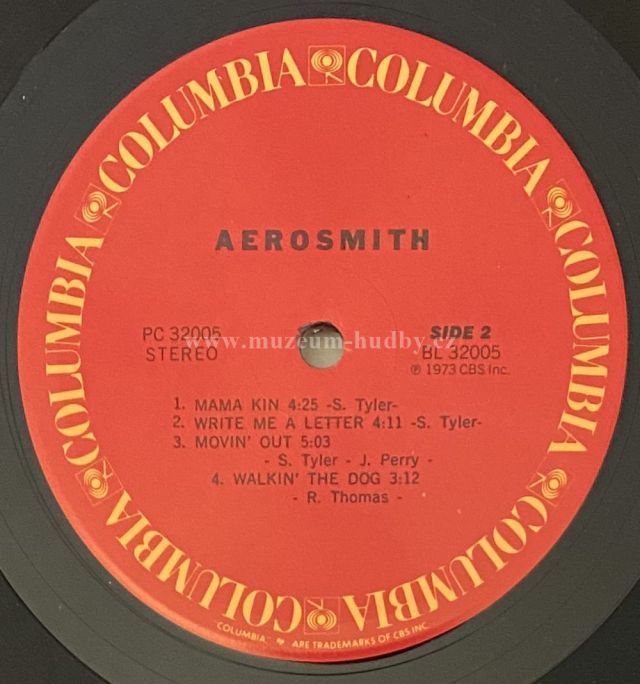 COLUMBIA COLUMBIA COLUMBIA COLUMBIA COLUMBIA COLUMBIA COLUMBIA COLUMBIA
AEROSMITH
PC 32005
STEREO
SIDE 2
BL 32005
℗ 1973 CBS Inc.
www.muzeum-hudby.cz
1. MAMA KIN 4:25 -S. Tyler-
2. WRITE ME A LETTER 4:11 -S. Tyler-
3. MOVIN' OUT 5:03
- S. Tyler - J. Perry -
4. WALKIN' THE DOG 3:12
- R. Thomas -
"COLUMBIA," ARE TRADEMARKS OF CBS INC.